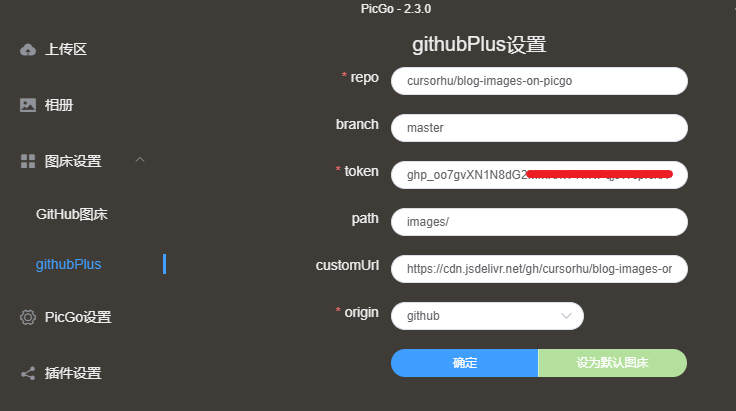 PicGo - 2.3.0
上传区
相册
图床设置
GitHub图床
githubPlus
PicGo设置
插件设置
githubPlus设置
* repo
cursorhu/blog-images-on-picgo
branch
master
* token
path
images/
customUrl
https://cdn.jsdelivr.net/gh/cursorhu/blog-images-or
* origin
github
确定
设为默认图床